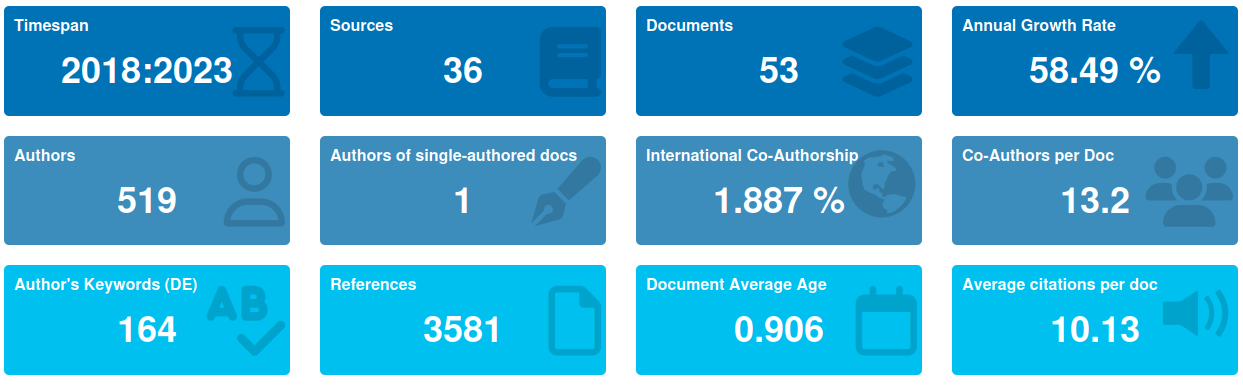 Timespan
2018:2023
Sources
36
Documents
53
Annual Growth Rate
58.49 %
Authors
519
Authors of single-authored docs
1
International Co-Authorship
1.887 %
Co-Authors per Doc
13.2
Author's Keywords (DE)
AB
164
References
3581
Document Average Age
0.906
Average citations per doc
10.13